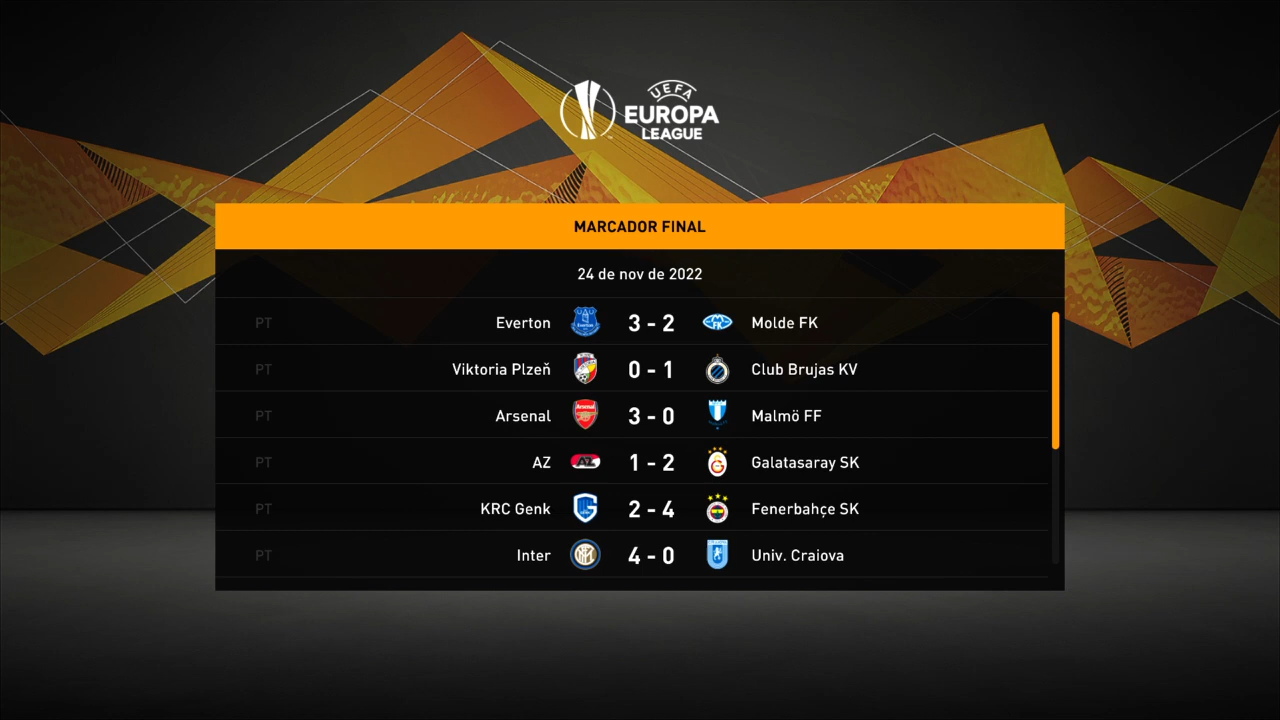 UEFA
EUROPA
LEAGUE
MARCADOR FINAL
24 de nov de 2022
PT Everton 3 - 2 Molde FK
PT Viktoria Plzeň 0 - 1 Club Brujas KV
PT Arsenal 3 - 0 Malmö FF
PT AZ 1 - 2 Galatasaray SK
PT KRC Genk 2 - 4 Fenerbahçe SK
PT Inter 4 - 0 Univ. Craiova